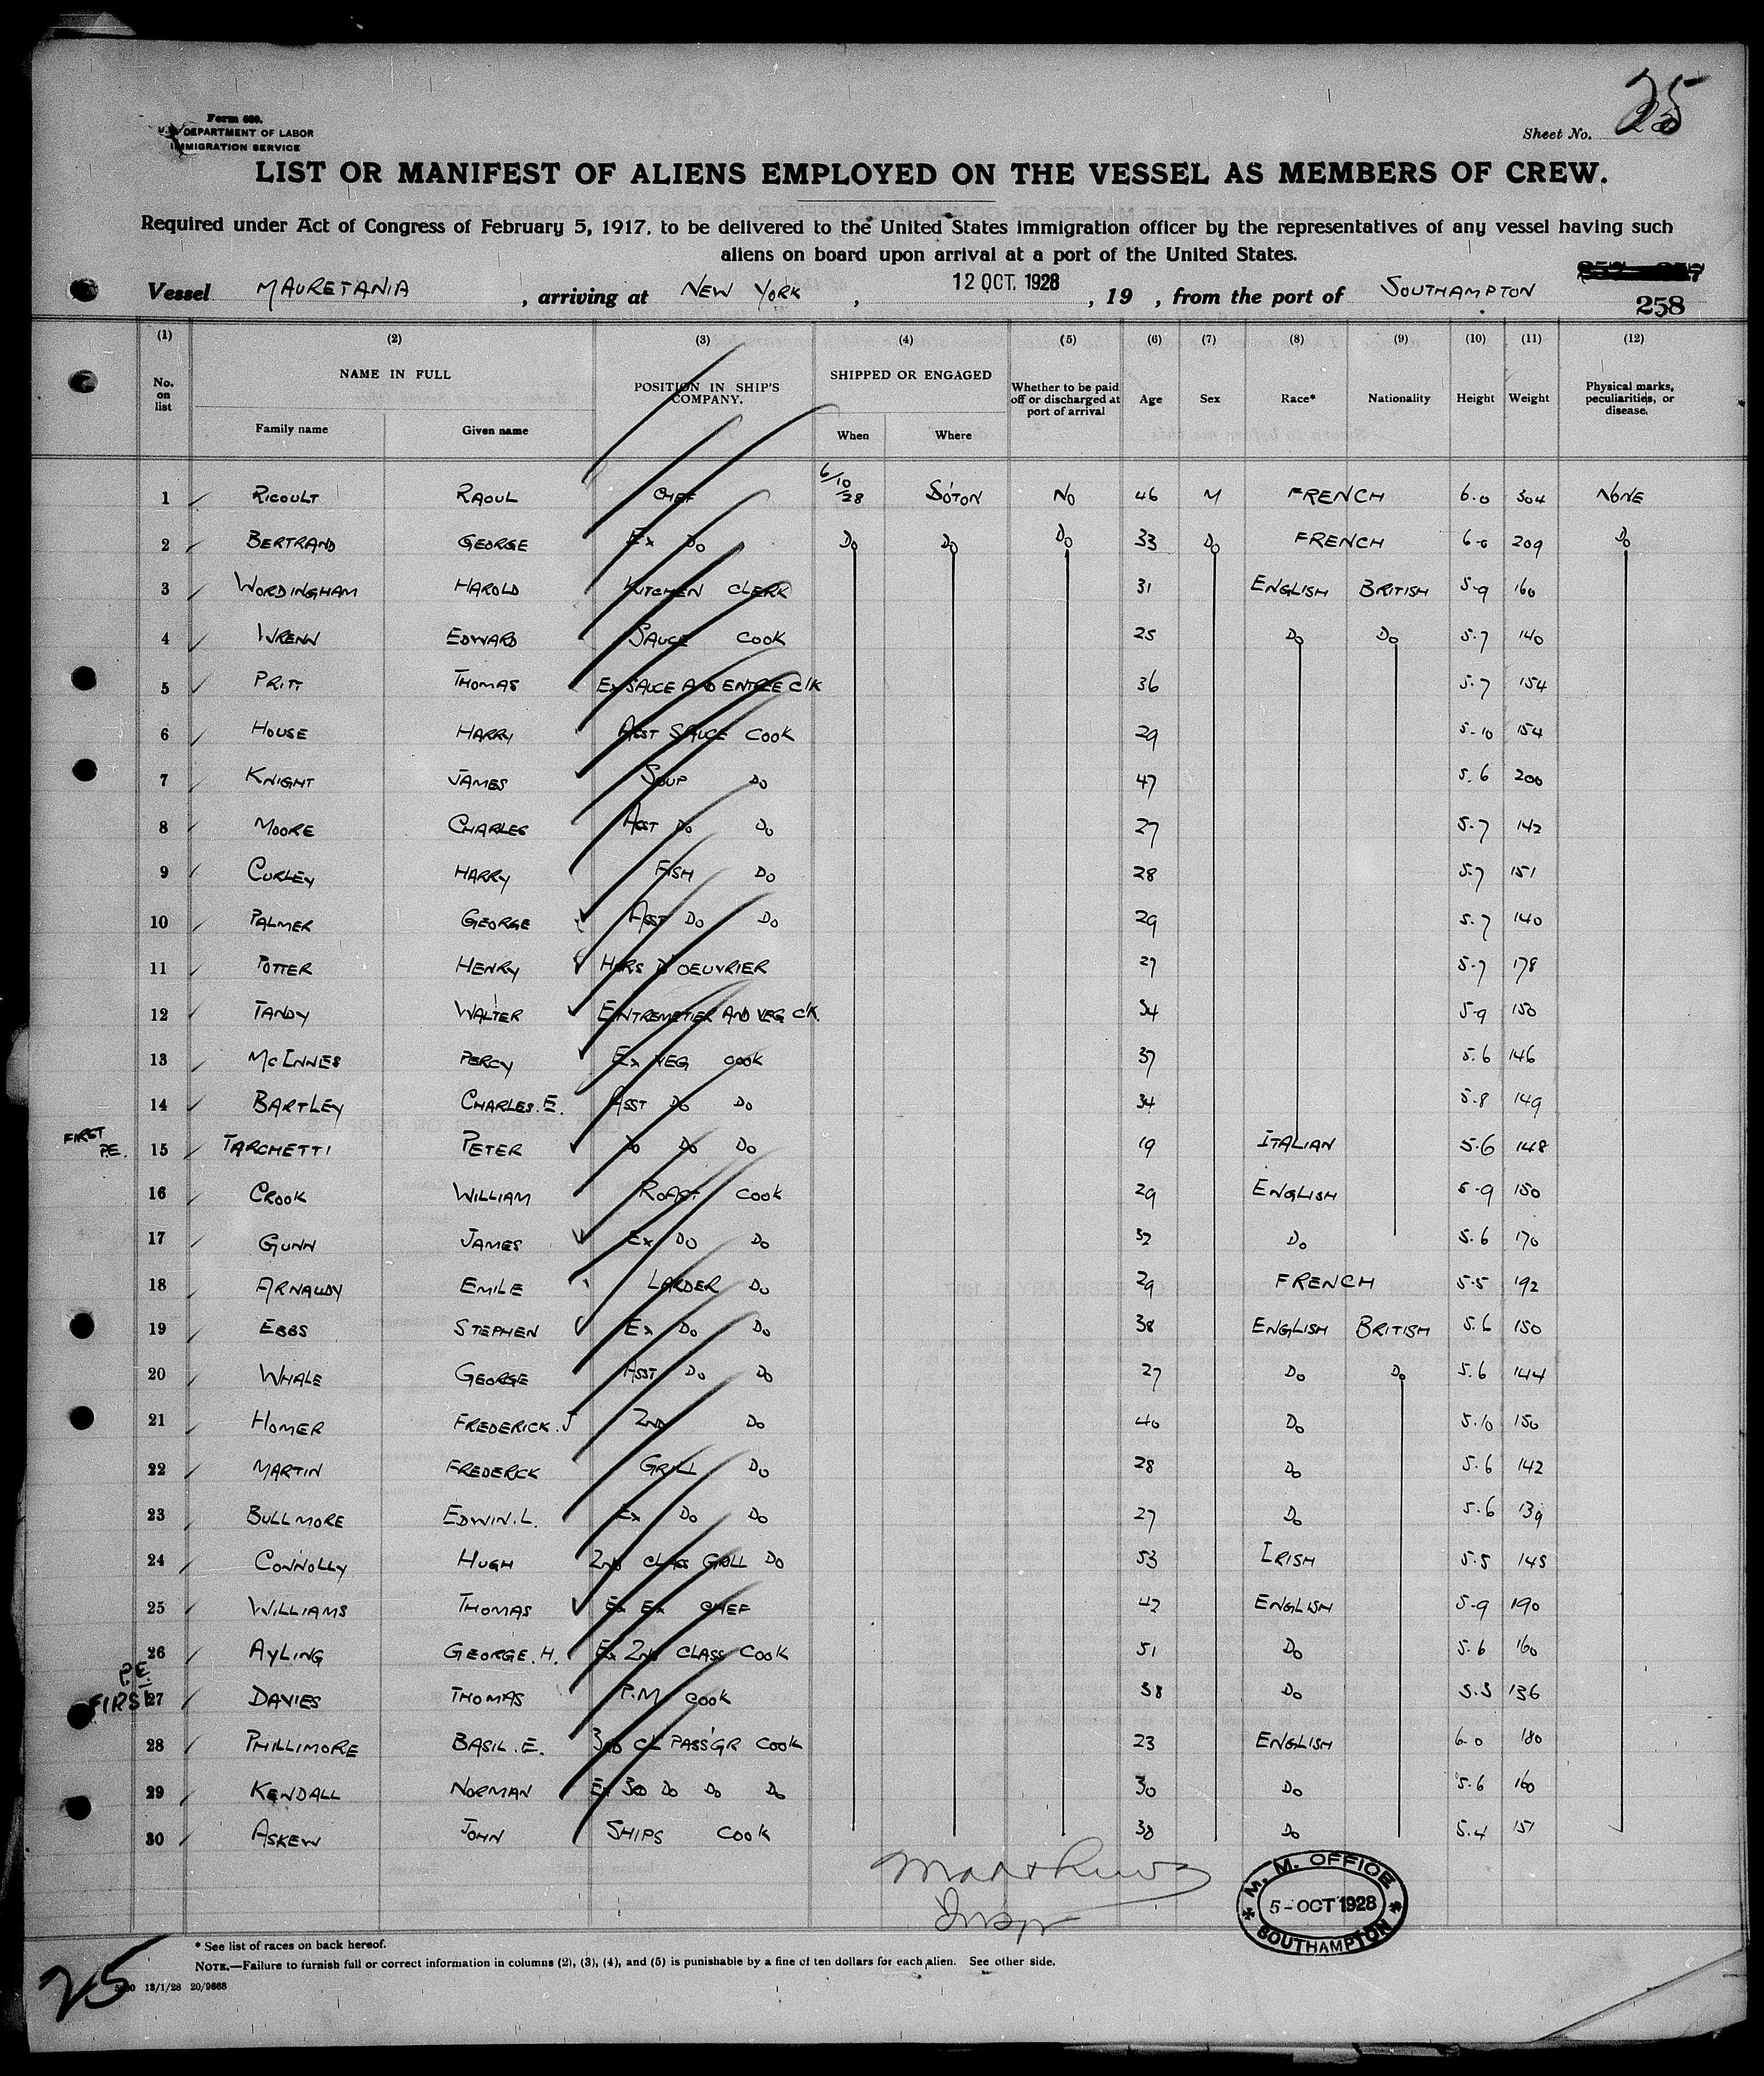 25
Form 689.
U.S. DEPARTMENT OF LABOR
IMMIGRATION SERVICE
Sheet No.
LIST OR MANIFEST OF ALIENS EMPLOYED ON THE VESSEL AS MEMBERS OF CREW.
Required under Act of Congress of February 5, 1917, to be delivered to the United States immigration officer by the representatives of any vessel having such
aliens on board upon arrival at a port of the United States.
Vessel MAURETANIA, arriving at NEW YORK, 12 OCT. 1928, 19 , from the port of SOUTHAMPTON
258
(1) (2) (3) (4) (5) (6) (7) (8) (9) (10) (11) (12)
No. on list NAME IN FULL POSITION IN SHIP'S COMPANY. SHIPPED OR ENGAGED Whether to be paid off or discharged at port of arrival Age Sex Race* Nationality Height Weight Physical marks, peculiarities, or disease.
Family name Given name When Where
1 RICOULT RAOUL CHEF 6/10/28 SO'TON NO 46 M FRENCH 6.0 304 NONE
2 BERTRAND GEORGE EX DO DO DO DO 33 DO FRENCH 6-0 209 DO
3 WORDINGHAM HAROLD KITCHEN CLERK 31 ENGLISH BRITISH 5-9 160
4 WRENN EDWARD SAUCE COOK 25 DO DO 5.7 140
5 PRITT THOMAS EX SAUCE AND ENTREE C/K 36 5.7 154
6 HOUSE HARRY ASST SAUCE COOK 29 5-10 154
7 KNIGHT JAMES SOUP DO 47 5.6 200
8 MOORE CHARLES ASST DO DO 27 5.7 142
9 CURLEY HARRY FISH DO 28 5.7 151
10 PALMER GEORGE ASST DO DO 29 5.7 140
11 POTTER HENRY HORS D'OEUVRIER 27 5-7 178
12 TANDY WALTER ENTREMETIER AND VEG C/K. 34 5-9 150
13 MCINNES PERCY EX VEG COOK 37 5.6 146
14 BARTLEY CHARLES.E. ASST DO DO 34 5.8 149
FIRST P.E. 15 TARCHETTI PETER DO DO DO 19 ITALIAN 5.6 148
16 CROOK WILLIAM ROAST COOK 29 ENGLISH 5-9 150
17 GUNN JAMES EX DO DO 32 DO 5.6 170
18 ARNAUDY EMILE LARDER DO 29 FRENCH 5-5 192
19 EBBS STEPHEN EX DO DO 38 ENGLISH BRITISH 5.6 150
20 WHALE GEORGE ASST DO DO 27 DO DO 5.6 144
21 HOMER FREDERICK.J 2ND DO 40 DO 5.10 150
22 MARTIN FREDERICK GRILL DO 28 DO 5.6 142
23 BULLMORE EDWIN.L. EX DO DO 27 DO 5.6 139
24 CONNOLLY HUGH 2ND CLASS GRILL DO 53 IRISH 5.5 145
25 WILLIAMS THOMAS EX EX CHEF 42 ENGLISH 5-9 190
26 AYLING GEORGE.H. EX 2ND CLASS COOK 51 DO 5.6 160
P.E. FIRST 27 DAVIES THOMAS P.M COOK 38 DO 5.3 136
28 PHILLIMORE BASIL.E. 3RD CL PASS'GR COOK 23 ENGLISH 6.0 180
29 KENDALL NORMAN EX 3RD DO DO DO 30 DO 5.6 160
30 ASKEW JOHN SHIPS COOK 38 DO 5.4 151
Matthews
Insp
M. M. OFFICE
5-OCT 1928
SOUTHAMPTON
* See list of races on back hereof.
NOTE.—Failure to furnish full or correct information in columns (2), (3), (4), and (5) is punishable by a fine of ten dollars for each alien. See other side.
25
13/1/28 20/9668